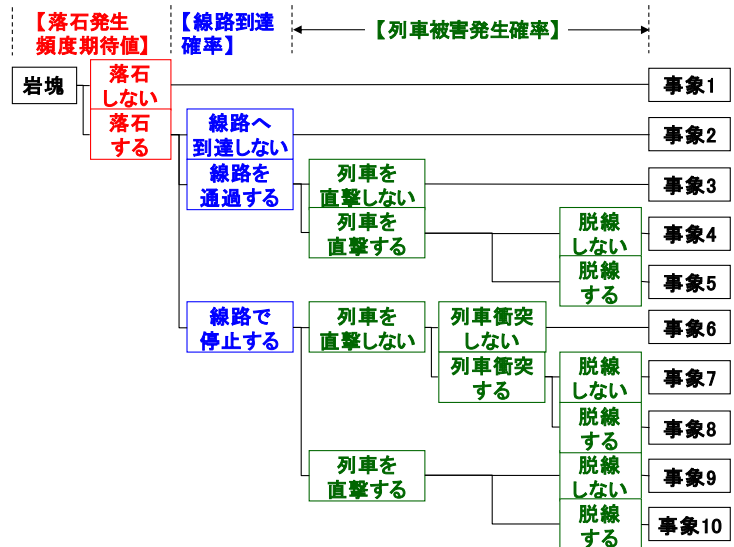 【落石発生
頻度期待値】
【線路到達
確率】
【列車被害発生確率】
岩塊
落石
しない
事象1
落石
する
線路へ
到達しない
事象2
線路を
通過する
列車を
直撃しない
事象3
列車を
直撃する
脱線
しない
事象4
脱線
する
事象5
線路で
停止する
列車を
直撃しない
列車衝突
しない
事象6
列車衝突
する
脱線
しない
事象7
脱線
する
事象8
列車を
直撃する
脱線
しない
事象9
脱線
する
事象10